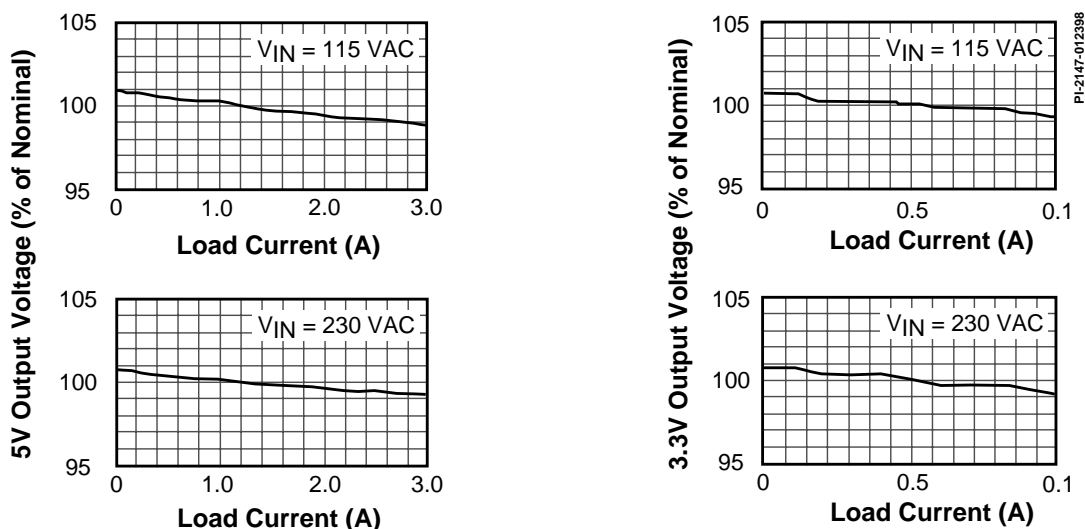 5V Output Voltage (% of Nominal)
105
100
95
VIN = 115 VAC
0 1.0 2.0 3.0
Load Current (A)
105
100
95
VIN = 230 VAC
0 1.0 2.0 3.0
Load Current (A)
3.3V Output Voltage (% of Nominal)
105
100
95
VIN = 115 VAC
0 0.5 0.1
Load Current (A)
105
100
95
VIN = 230 VAC
0 0.5 0.1
Load Current (A)
PI-2147-012398